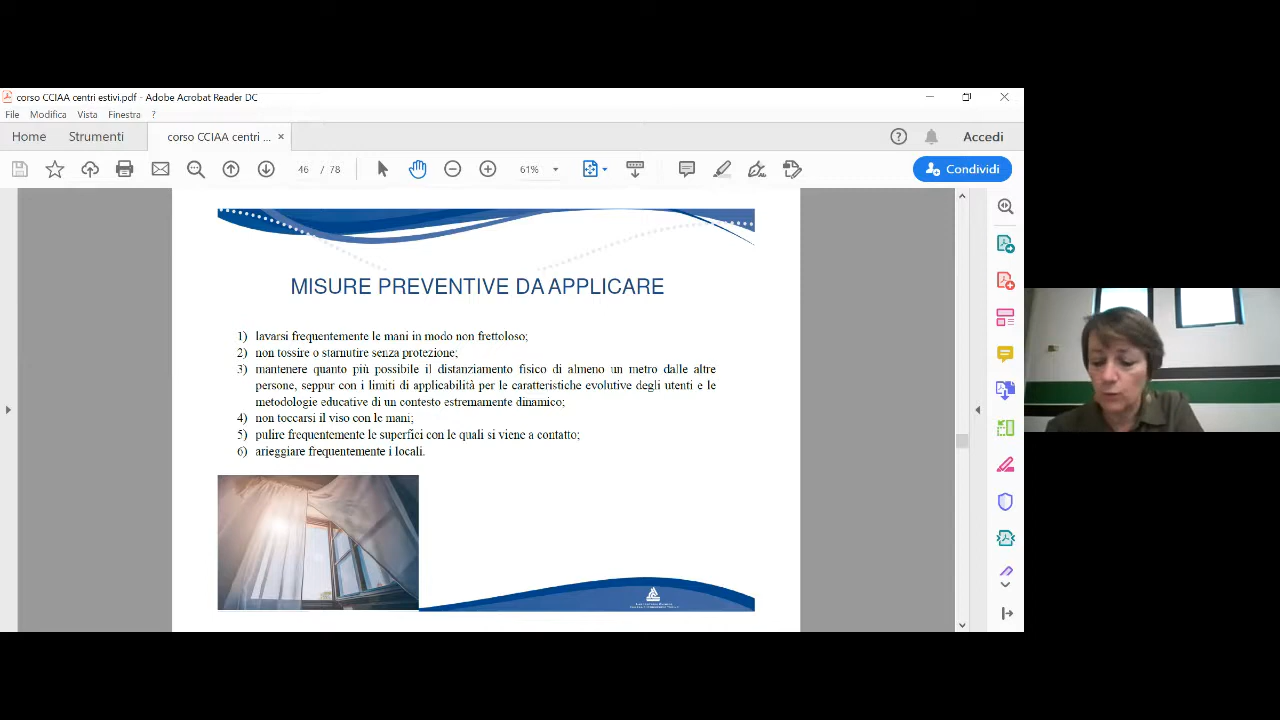 corso CCIAA centri estivi.pdf - Adobe Acrobat Reader DC
File Modifica Vista Finestra ?
Home Strumenti corso CCIAA centri ... × Accedi
46 / 78 61% Condividi
MISURE PREVENTIVE DA APPLICARE
1) lavarsi frequentemente le mani in modo non frettoloso;
2) non tossire o starnutire senza protezione;
3) mantenere quanto più possibile il distanziamento fisico di almeno un metro dalle altre
persone, seppur con i limiti di applicabilità per le caratteristiche evolutive degli utenti e le
metodologie educative di un contesto estremamente dinamico;
4) non toccarsi il viso con le mani;
5) pulire frequentemente le superfici con le quali si viene a contatto;
6) arieggiare frequentemente i locali.